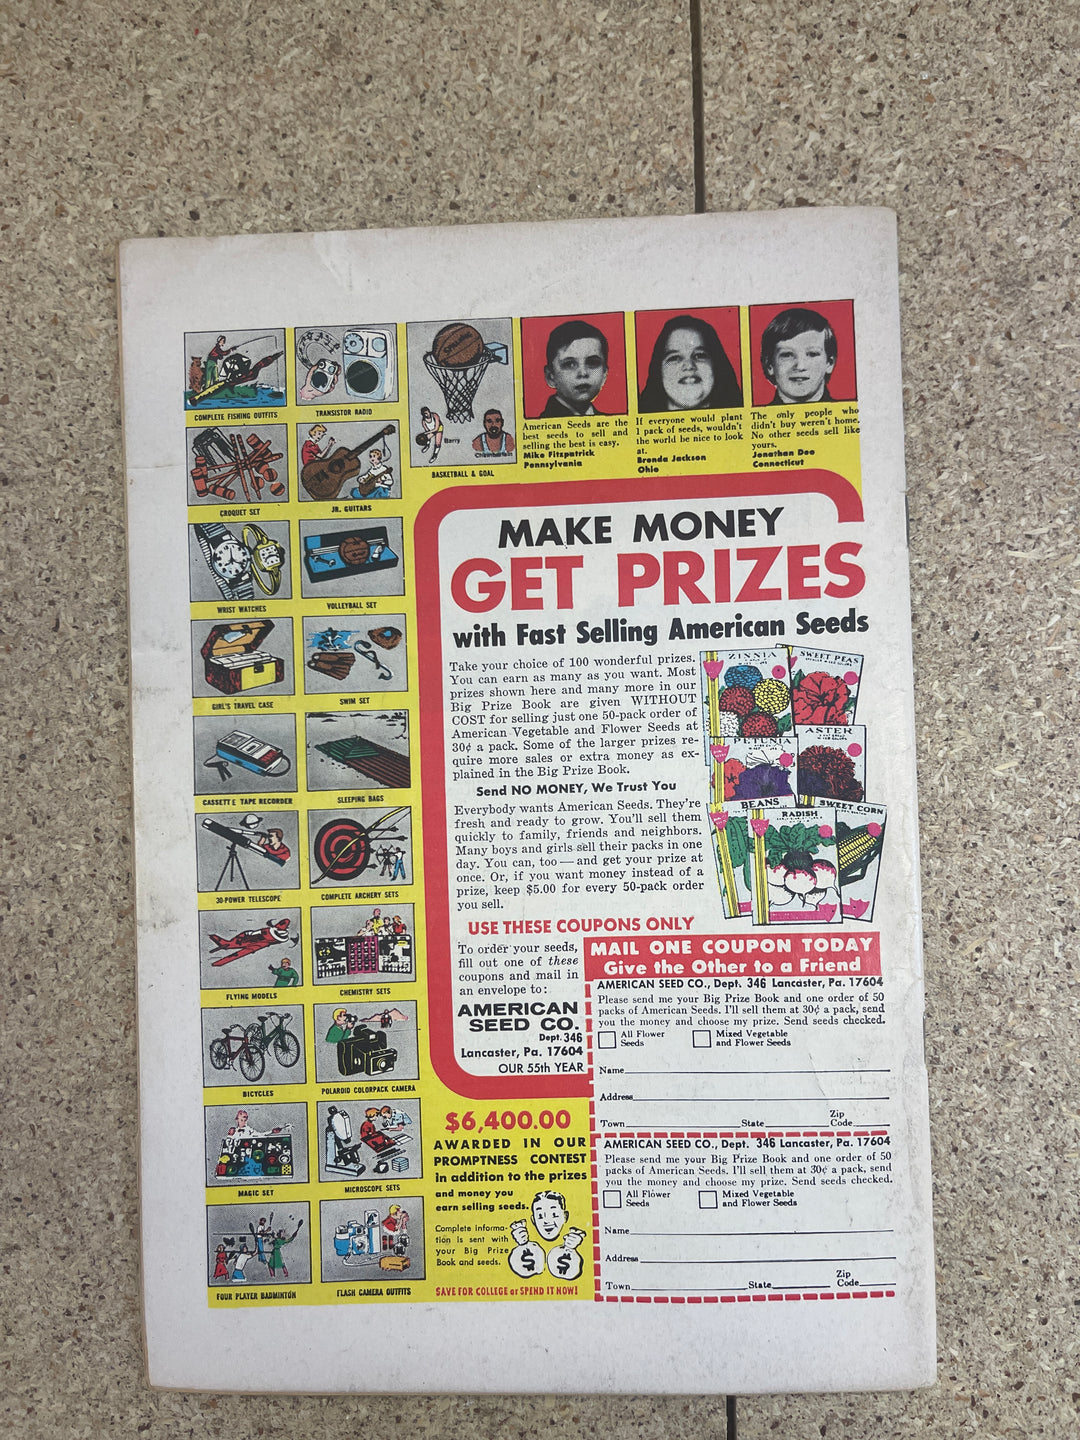 COMPLETE FISHING OUTFITS
TRANSISTOR RADIO
BASKETBALL & GOAL
Barry
Chamberlain
CROQUET SET
JR. GUITARS
WRIST WATCHES
VOLLEYBALL SET
GIRL'S TRAVEL CASE
SWIM SET
CASSETTE TAPE RECORDER
SLEEPING BAGS
30-POWER TELESCOPE
COMPLETE ARCHERY SETS
FLYING MODELS
CHEMISTRY SETS
BICYCLES
POLAROID COLORPACK CAMERA
MAGIC SET
MICROSCOPE SETS
FOUR PLAYER BADMINTON
FLASH CAMERA OUTFITS
American Seeds are the
best seeds to sell and
selling the best is easy.
Mike Fitzpatrick
Pennsylvania
If everyone would plant
1 pack of seeds, wouldn't
the world be nice to look
at.
Brenda Jackson
Ohio
The only people who
didn't buy weren't home.
No other seeds sell like
yours.
Jonathan Dea
Connecticut
MAKE MONEY
GET PRIZES
with Fast Selling American Seeds
Take your choice of 100 wonderful prizes.
You can earn as many as you want. Most
prizes shown here and many more in our
Big Prize Book are given WITHOUT
COST for selling just one 50-pack order of
American Vegetable and Flower Seeds at
30¢ a pack. Some of the larger prizes re-
quire more sales or extra money as ex-
plained in the Big Prize Book.
Send NO MONEY, We Trust You
Everybody wants American Seeds. They're
fresh and ready to grow. You'll sell them
quickly to family, friends and neighbors.
Many boys and girls sell their packs in one
day. You can, too — and get your prize at
once. Or, if you want money instead of a
prize, keep $5.00 for every 50-pack order
you sell.
ZINNIA
SWEET PEAS
PETUNIA
ASTER
BEANS
RADISH
SWEET CORN
USE THESE COUPONS ONLY
To order your seeds,
fill out one of these
coupons and mail in
an envelope to:
AMERICAN
SEED CO.
Dept. 346
Lancaster, Pa. 17604
OUR 55th YEAR
MAIL ONE COUPON TODAY
Give the Other to a Friend
AMERICAN SEED CO., Dept. 346 Lancaster, Pa. 17604
Please send me your Big Prize Book and one order of 50
packs of American Seeds. I'll sell them at 30¢ a pack, send
you the money and choose my prize. Send seeds checked.
All Flower
Seeds
Mixed Vegetable
and Flower Seeds
Name
Address
Town State Zip Code
AMERICAN SEED CO., Dept. 346 Lancaster, Pa. 17604
Please send me your Big Prize Book and one order of 50
packs of American Seeds. I'll sell them at 30¢ a pack, send
you the money and choose my prize. Send seeds checked.
All Flower
Seeds
Mixed Vegetable
and Flower Seeds
Name
Address
Town State Zip Code
$6,400.00
AWARDED IN OUR
PROMPTNESS CONTEST
in addition to the prizes
and money you
earn selling seeds.
Complete informa-
tion is sent with
your Big Prize
Book and seeds.
$ $
SAVE FOR COLLEGE or SPEND IT NOW!